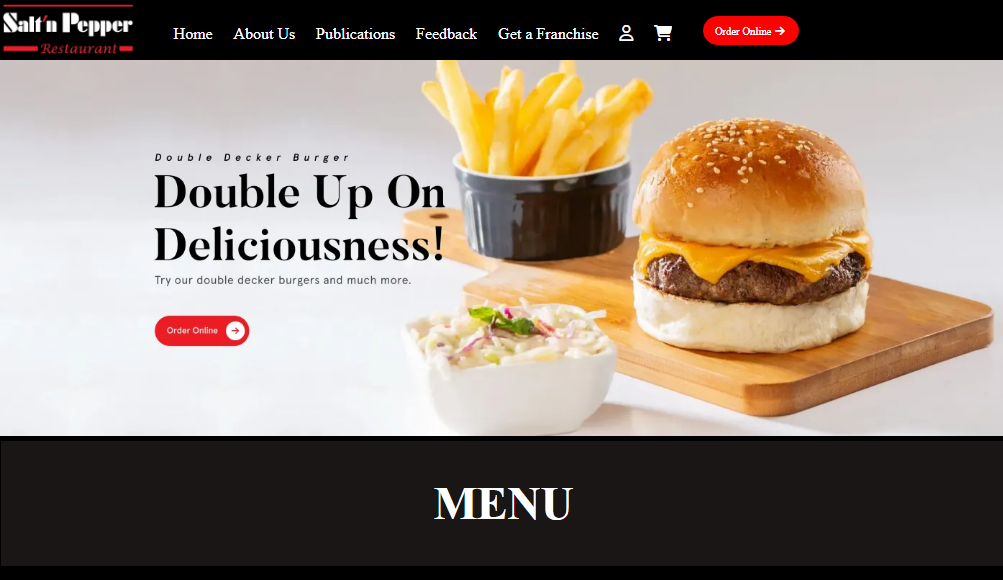 Salt'n Pepper
Restaurant
Home About Us Publications Feedback Get a Franchise Order Online
Double Decker Burger
Double Up On
Deliciousness!
Try our double decker burgers and much more.
Order Online
MENU